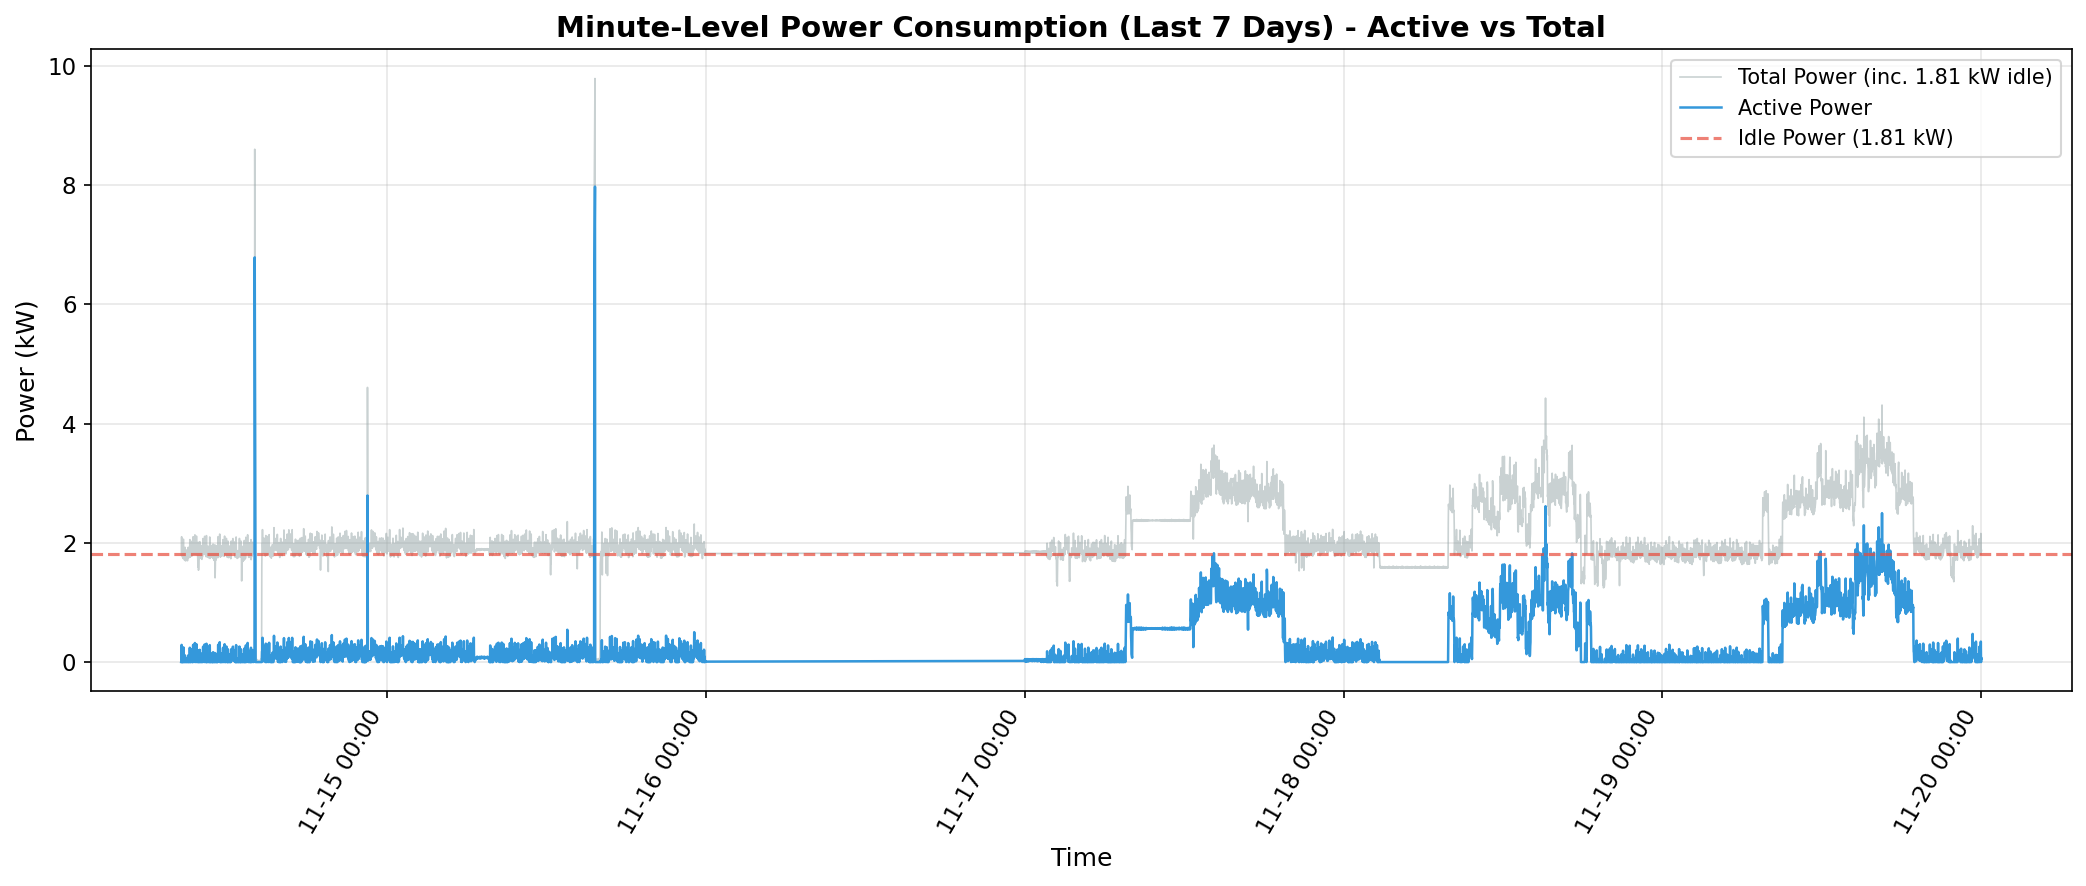 Minute-Level Power Consumption (Last 7 Days) - Active vs Total
Total Power (inc. 1.81 kW idle)
Active Power
Idle Power (1.81 kW)
Power (kW)
10
8
6
4
2
0
11-15 00:00
11-16 00:00
11-17 00:00
11-18 00:00
11-19 00:00
11-20 00:00
Time